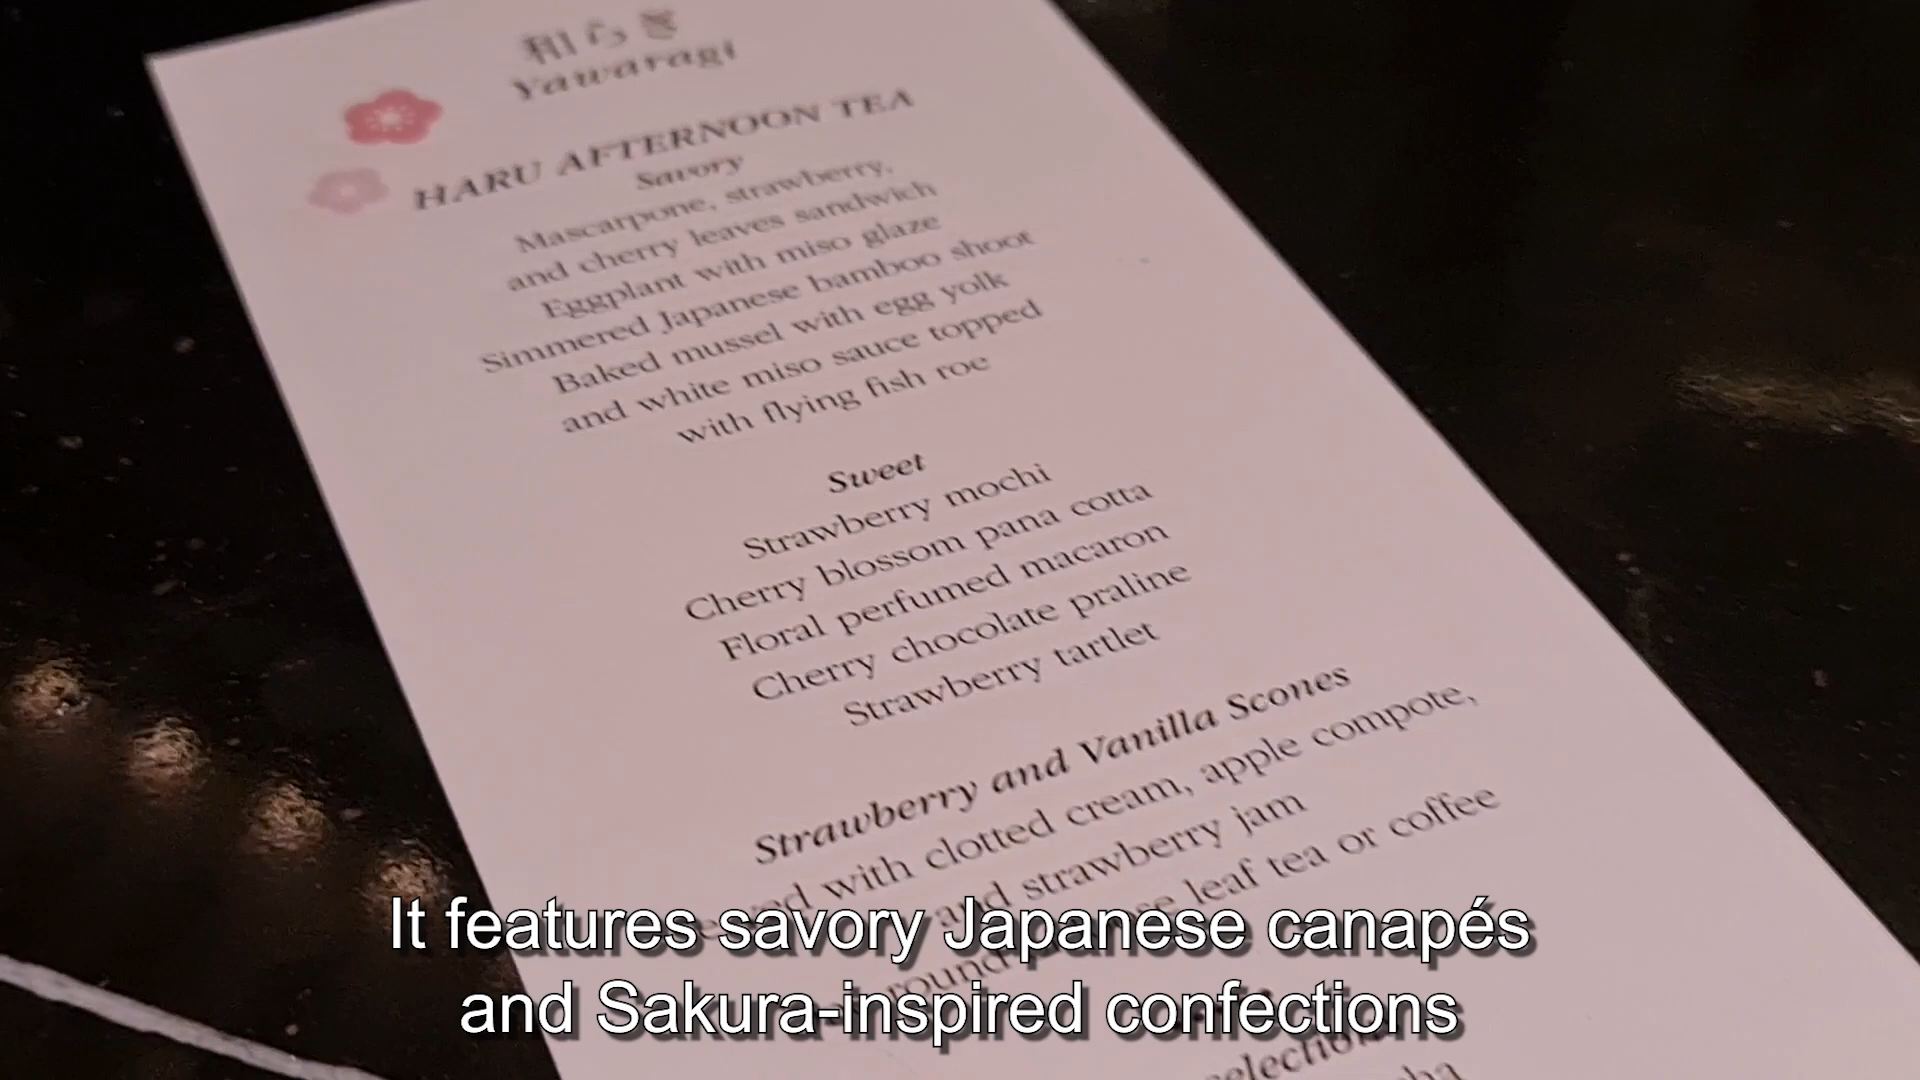 和らぎ
Yawaragi
HARU AFTERNOON TEA
Savory
Mascarpone, strawberry,
and cherry leaves sandwich
Eggplant with miso glaze
Simmered Japanese bamboo shoot
Baked mussel with egg yolk
and white miso sauce topped
with flying fish roe
Sweet
Strawberry mochi
Cherry blossom pana cotta
Floral perfumed macaron
Cherry chocolate praline
Strawberry tartlet
Strawberry and Vanilla Scones
with clotted cream, apple compote,
and strawberry jam
leaf tea or coffee
It features savory Japanese canapés
and Sakura-inspired confections